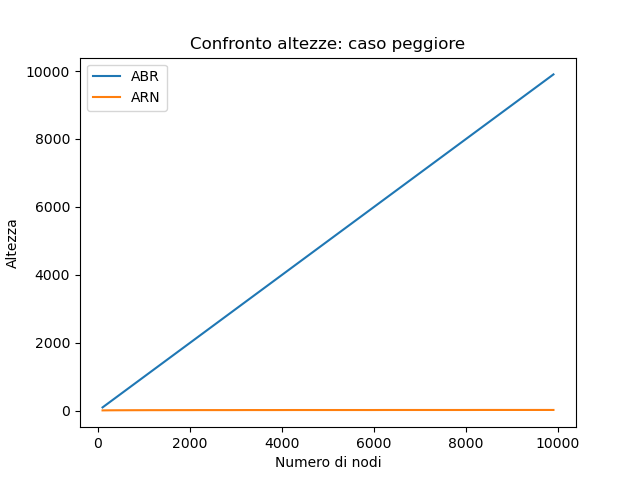 Confronto altezze: caso peggiore
ABR
ARN
10000
8000
6000
4000
2000
0
Altezza
0 2000 4000 6000 8000 10000
Numero di nodi